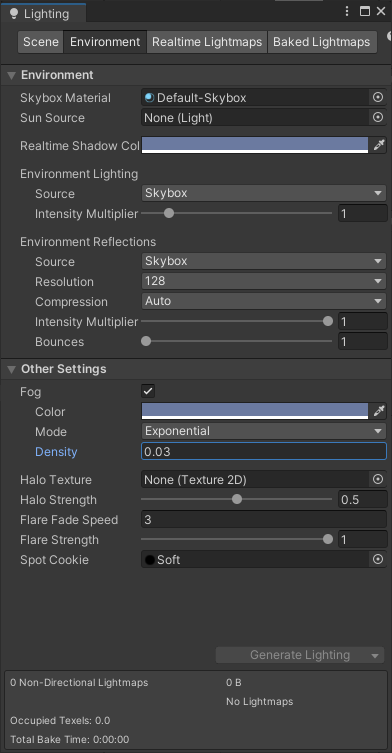 Lighting
Scene Environment Realtime Lightmaps Baked Lightmaps
Environment
Skybox Material Default-Skybox
Sun Source None (Light)
Realtime Shadow Col
Environment Lighting
Source Skybox
Intensity Multiplier 1
Environment Reflections
Source Skybox
Resolution 128
Compression Auto
Intensity Multiplier 1
Bounces 1
Other Settings
Fog
Color
Mode Exponential
Density 0.03
Halo Texture None (Texture 2D)
Halo Strength 0.5
Flare Fade Speed 3
Flare Strength 1
Spot Cookie Soft
Generate Lighting
0 Non-Directional Lightmaps 0 B
No Lightmaps
Occupied Texels: 0.0
Total Bake Time: 0:00:00